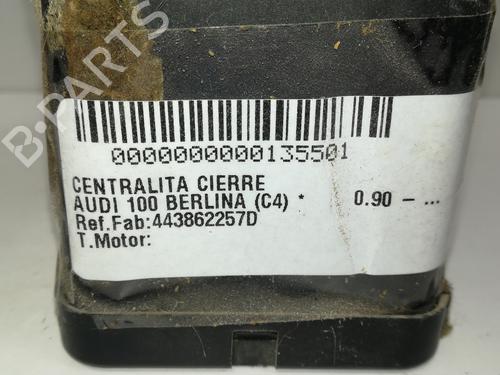 B-PARTS
0000000000135501
CENTRALITA CIERRE
AUDI 100 BERLINA (C4) * 0.90 - ...
Ref.Fab:443862257D
T.Motor: